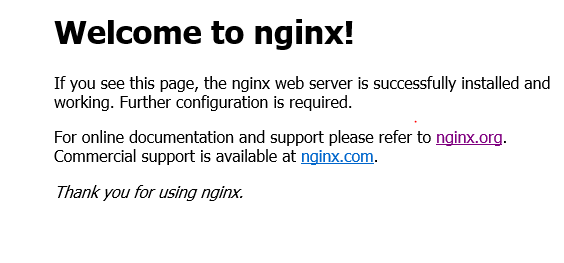 Welcome to nginx!
If you see this page, the nginx web server is successfully installed and
working. Further configuration is required.
For online documentation and support please refer to nginx.org.
Commercial support is available at nginx.com.
Thank you for using nginx.